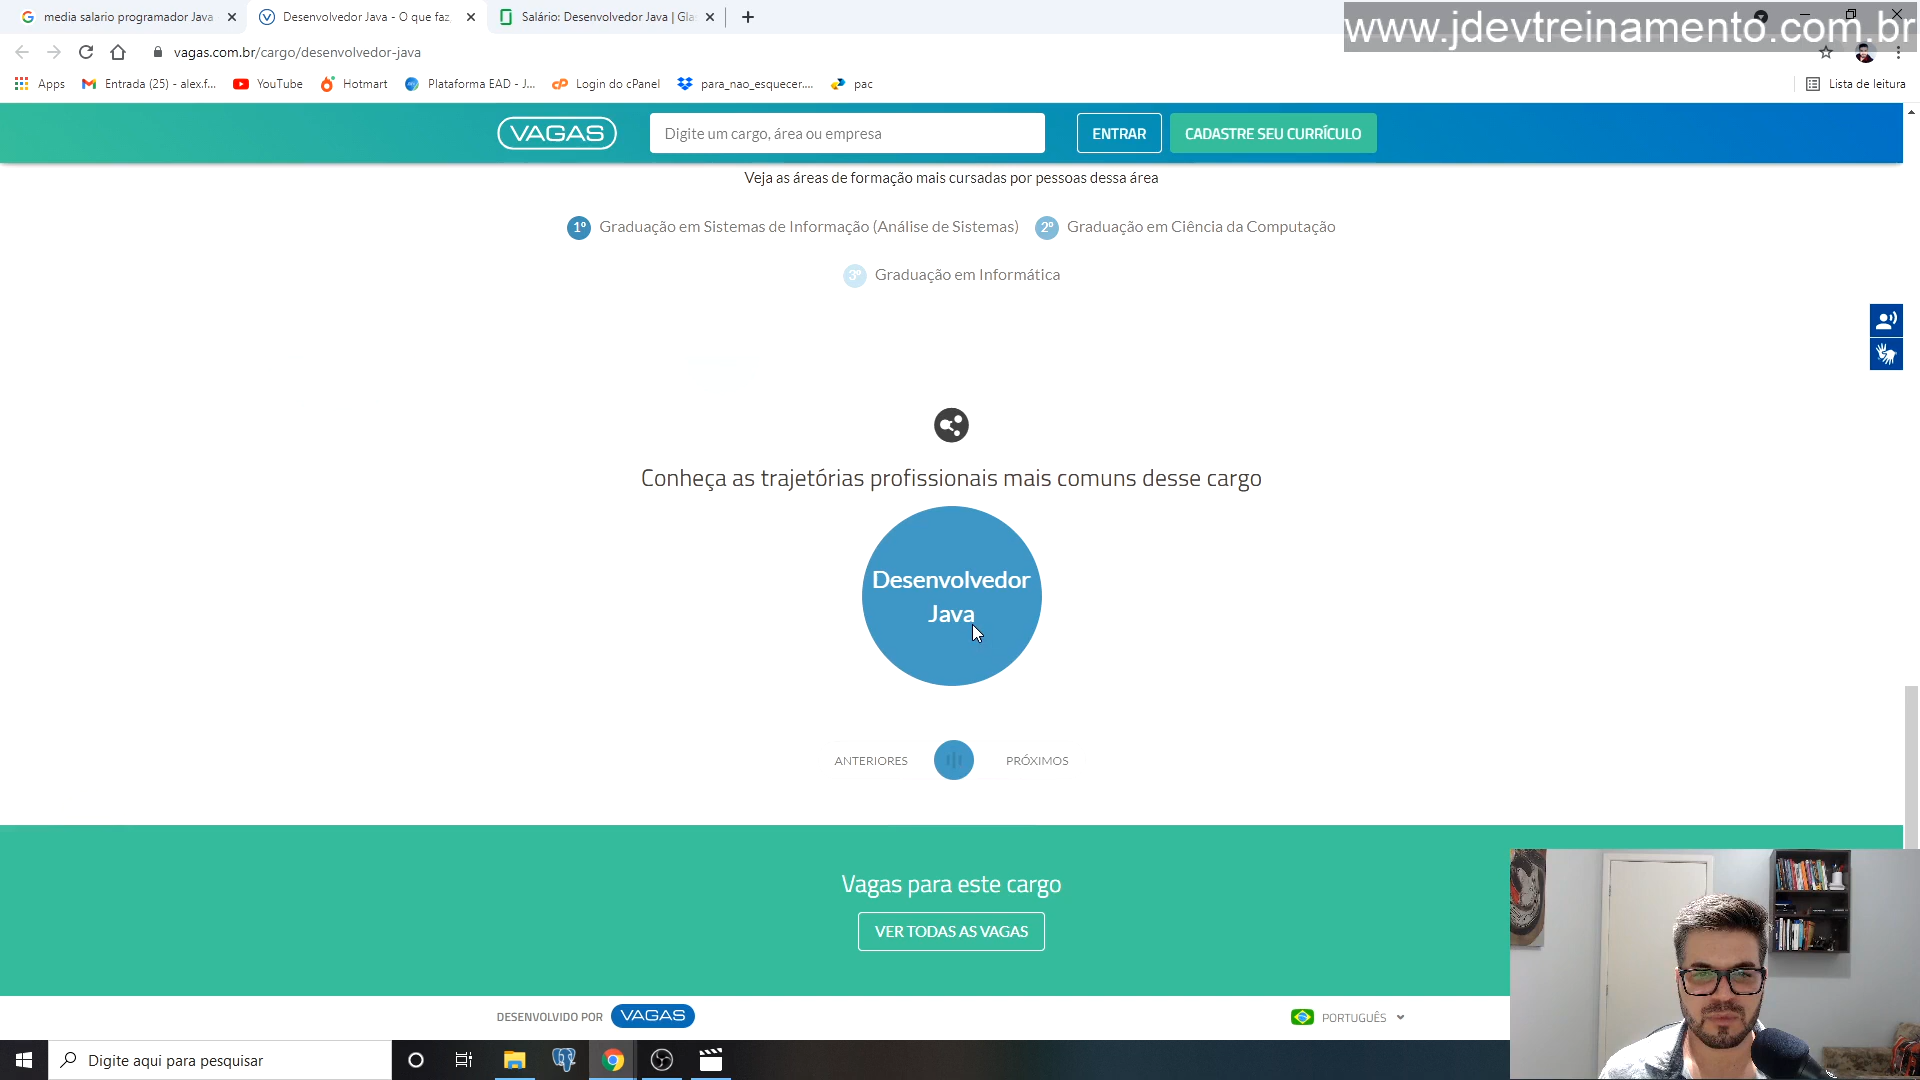 media salario programador Java
Desenvolvedor Java - O que faz,
Salário: Desenvolvedor Java | Gla
www.jdevtreinamento.com.br
vagas.com.br/cargo/desenvolvedor-java
Apps
Entrada (25) - alex.f...
YouTube
Hotmart
Plataforma EAD - J...
Login do cPanel
para_nao_esquecer....
pac
Lista de leitura
VAGAS
Digite um cargo, área ou empresa
ENTRAR
CADASTRE SEU CURRÍCULO
Veja as áreas de formação mais cursadas por pessoas dessa área
1º Graduação em Sistemas de Informação (Análise de Sistemas)
2º Graduação em Ciência da Computação
3º Graduação em Informática
Conheça as trajetórias profissionais mais comuns desse cargo
Desenvolvedor
Java
ANTERIORES
PRÓXIMOS
Vagas para este cargo
VER TODAS AS VAGAS
DESENVOLVIDO POR VAGAS
PORTUGUÊS
Digite aqui para pesquisar